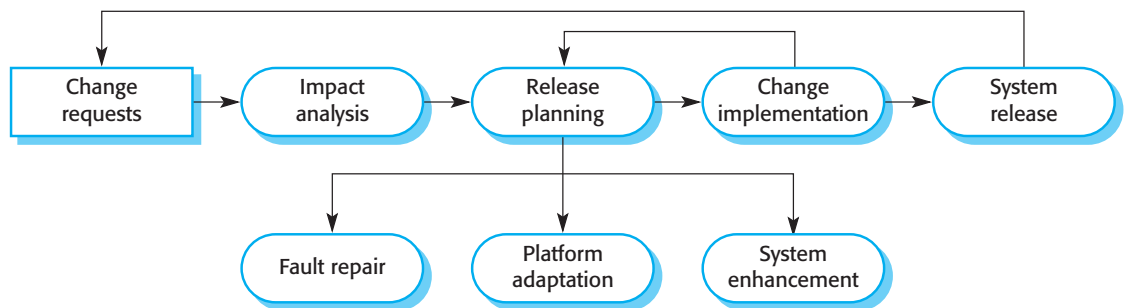 Change
requests
Impact
analysis
Release
planning
Change
implementation
System
release
Fault repair
Platform
adaptation
System
enhancement